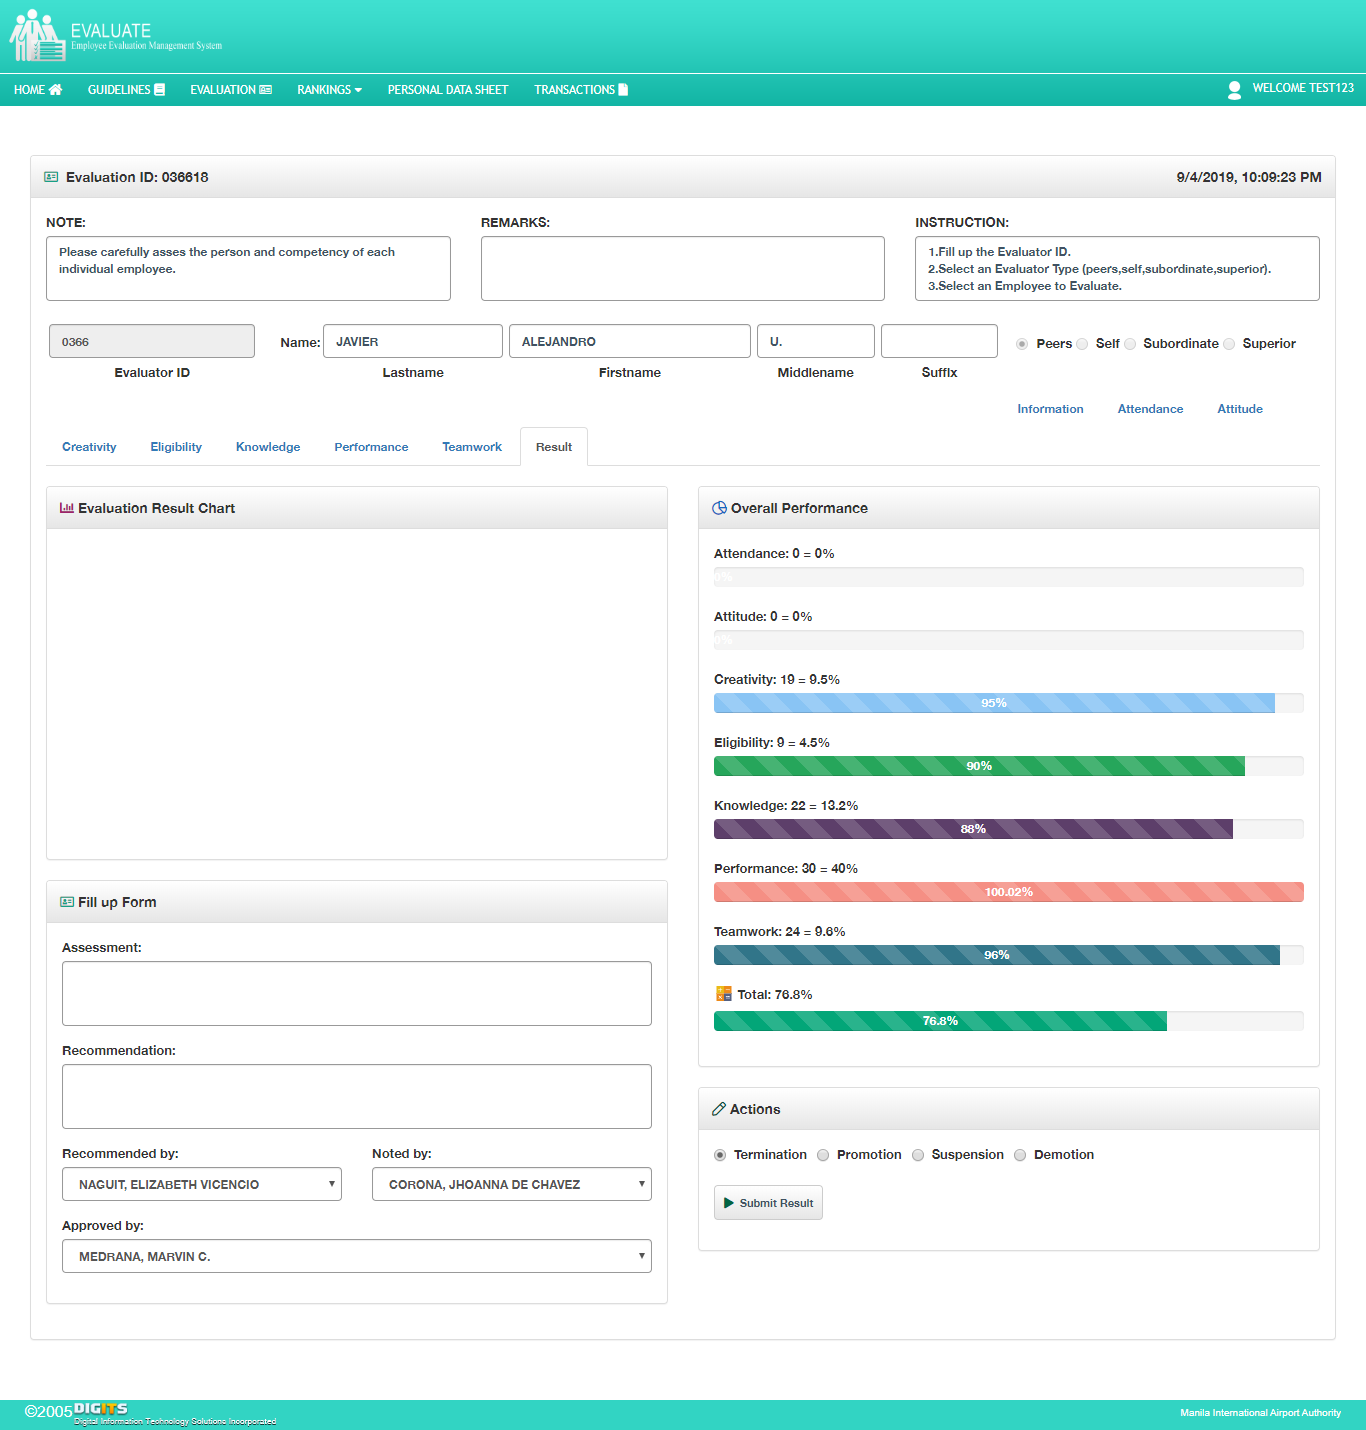 EVALUATE
Employee Evaluation Management System
HOME GUIDELINES EVALUATION RANKINGS PERSONAL DATA SHEET TRANSACTIONS WELCOME TEST123
Evaluation ID: 036618 9/4/2019, 10:09:23 PM
NOTE: REMARKS: INSTRUCTION:
Please carefully asses the person and competency of each
individual employee.
1.Fill up the Evaluator ID.
2.Select an Evaluator Type (peers,self,subordinate,superior).
3.Select an Employee to Evaluate.
0366 Name: JAVIER ALEJANDRO U. Peers Self Subordinate Superior
Evaluator ID Lastname Firstname Middlename Suffix
Information Attendance Attitude
Creativity Eligibility Knowledge Performance Teamwork Result
Evaluation Result Chart
Fill up Form
Assessment:
Recommendation:
Recommended by: Noted by:
NAGUIT, ELIZABETH VICENCIO CORONA, JHOANNA DE CHAVEZ
Approved by:
MEDRANA, MARVIN C.
Overall Performance
Attendance: 0 = 0%
0%
Attitude: 0 = 0%
0%
Creativity: 19 = 9.5%
95%
Eligibility: 9 = 4.5%
90%
Knowledge: 22 = 13.2%
88%
Performance: 30 = 40%
100.02%
Teamwork: 24 = 9.6%
96%
Total: 76.8%
76.8%
Actions
Termination Promotion Suspension Demotion
Submit Result
©2005 DIGITS
Digital Information Technology Solutions Incorporated
Manila International Airport Authority